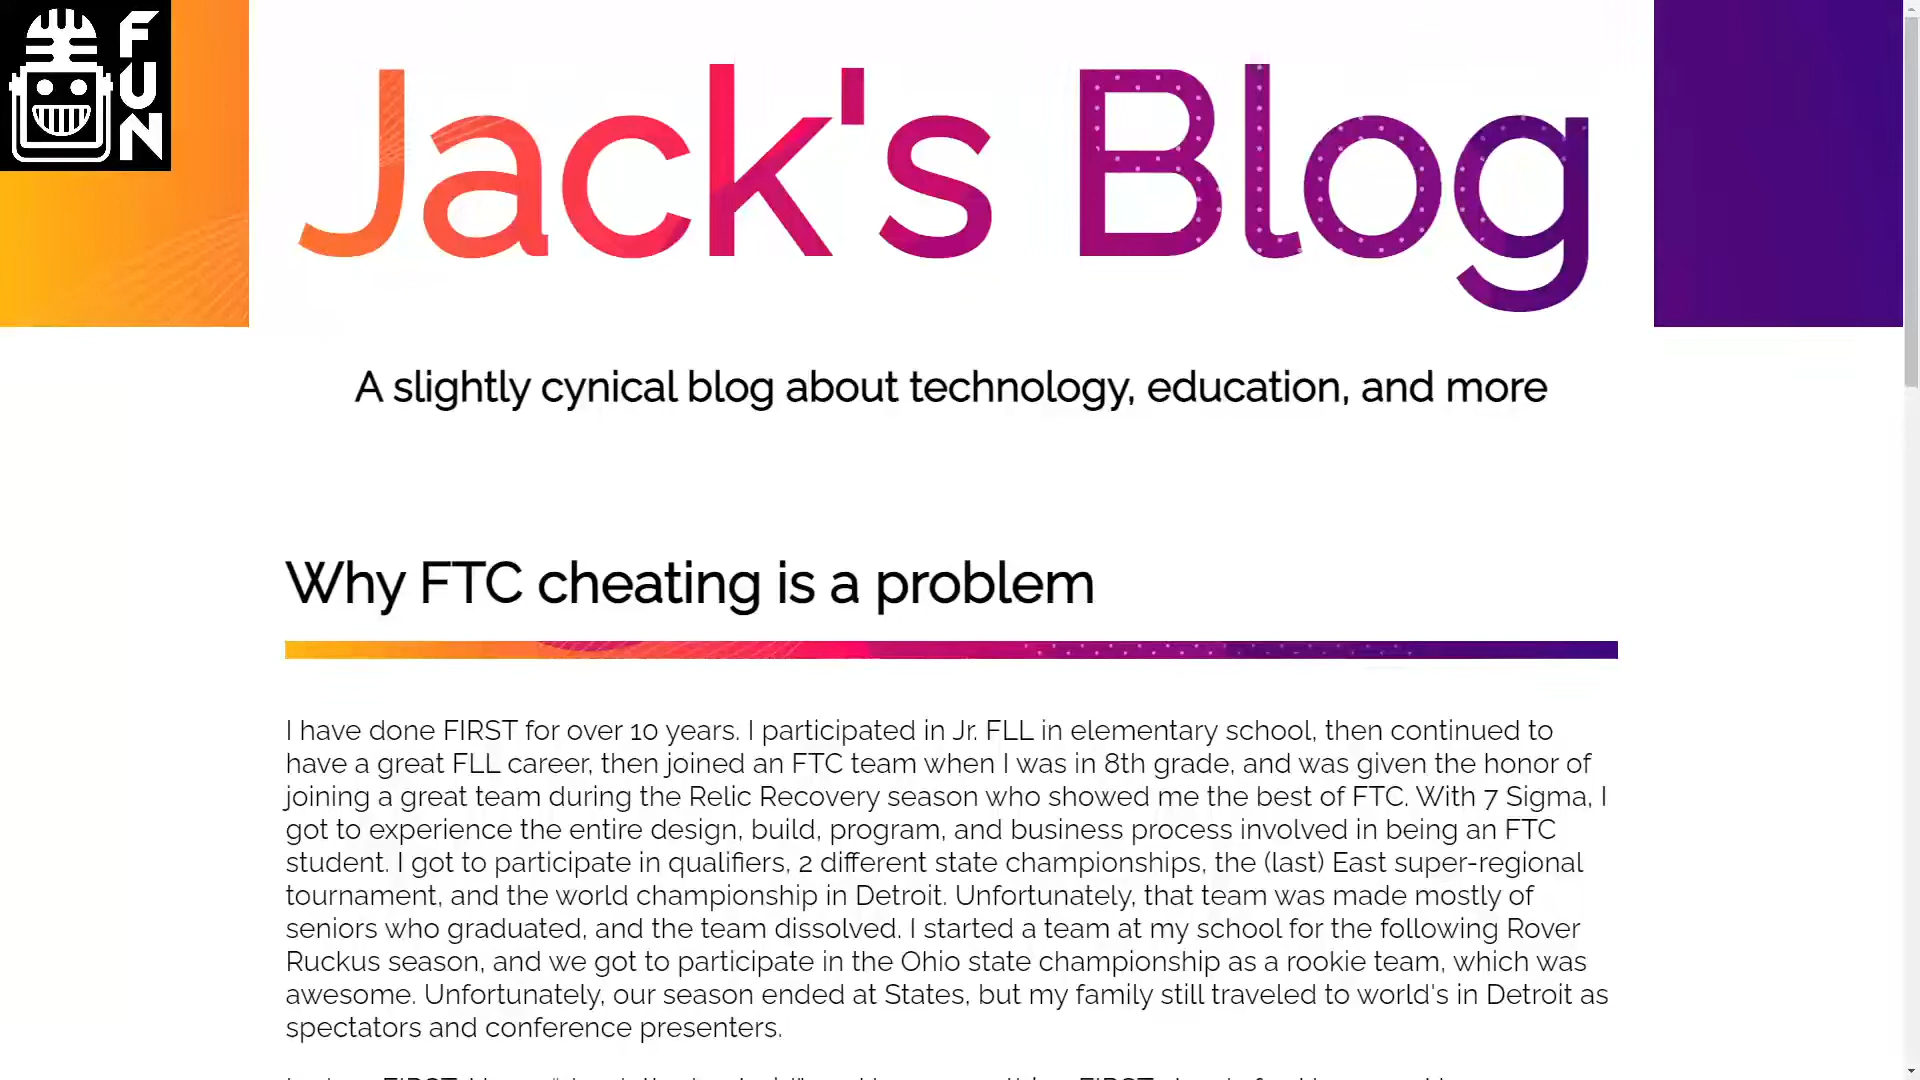 FUN
Jack's Blog
A slightly cynical blog about technology, education, and more
Why FTC cheating is a problem
I have done FIRST for over 10 years. I participated in Jr. FLL in elementary school, then continued to
have a great FLL career, then joined an FTC team when I was in 8th grade, and was given the honor of
joining a great team during the Relic Recovery season who showed me the best of FTC. With 7 Sigma, I
got to experience the entire design, build, program, and business process involved in being an FTC
student. I got to participate in qualifiers, 2 different state championships, the (last) East super-regional
tournament, and the world championship in Detroit. Unfortunately, that team was made mostly of
seniors who graduated, and the team dissolved. I started a team at my school for the following Rover
Ruckus season, and we got to participate in the Ohio state championship as a rookie team, which was
awesome. Unfortunately, our season ended at States, but my family still traveled to world's in Detroit as
spectators and conference presenters.